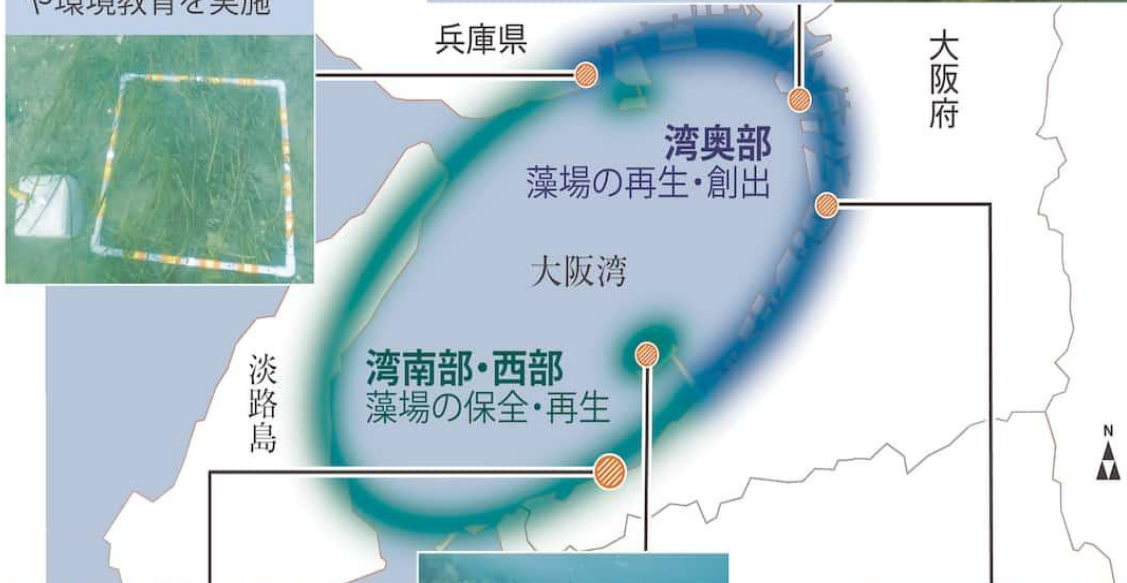 や環境教育を実施
兵庫県
大阪府
湾奥部
藻場の再生・創出
大阪湾
湾南部・西部
藻場の保全・再生
淡路島
N